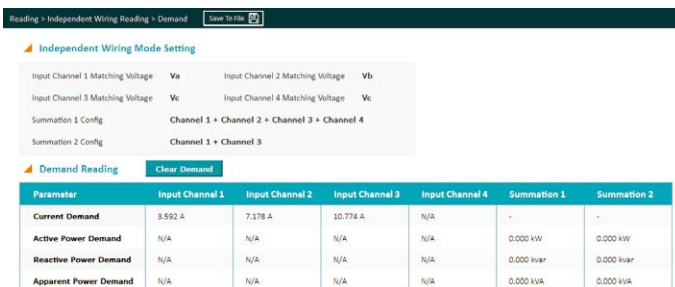 Reading > Independent Wiring Reading > Demand Save To File
Independent Wiring Mode Setting
Input Channel 1 Matching Voltage Va Input Channel 2 Matching Voltage Vb
Input Channel 3 Matching Voltage Vc Input Channel 4 Matching Voltage Vc
Summation 1 Config Channel 1 + Channel 2 + Channel 3 + Channel 4
Summation 2 Config Channel 1 + Channel 3
Demand Reading Clear Demand
Parameter Input Channel 1 Input Channel 2 Input Channel 3 Input Channel 4 Summation 1 Summation 2
Current Demand 3.592 A 7.178 A 10.774 A N/A - -
Active Power Demand N/A N/A N/A N/A 0.000 kW 0.000 kW
Reactive Power Demand N/A N/A N/A N/A 0.000 kvar 0.000 kvar
Apparent Power Demand N/A N/A N/A N/A 0.000 kVA 0.000 kVA